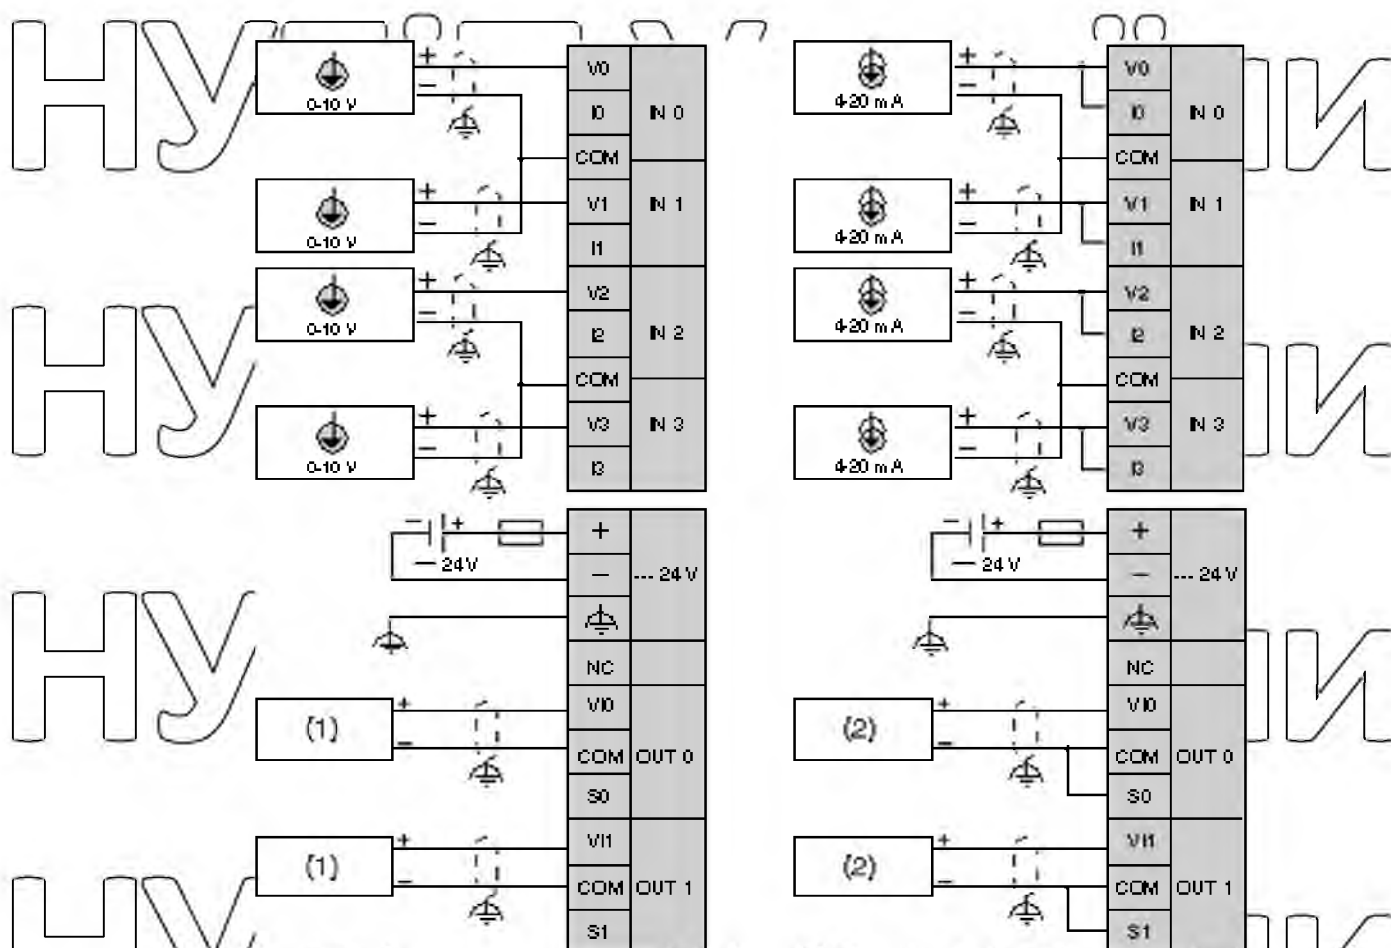 НУ
+
−
0-10 V
V0
I0
COM
IN 0
+
−
0-10 V
V1
I1
IN 1
+
−
0-10 V
V2
I2
COM
IN 2
+
−
0-10 V
V3
I3
IN 3
− +
− 24 V
+
−
--- 24 V
NC
(1)
+
−
VI0
COM
S0
OUT 0
(1)
+
−
VI1
COM
S1
OUT 1
+
−
4-20 mA
V0
I0
COM
IN 0
+
−
4-20 mA
V1
I1
IN 1
+
−
4-20 mA
V2
I2
COM
IN 2
+
−
4-20 mA
V3
I3
IN 3
− +
− 24 V
+
−
--- 24 V
NC
(2)
+
−
VI0
COM
S0
OUT 0
(2)
+
−
VI1
COM
S1
OUT 1
И
НУ
И
НУ
И
НУ